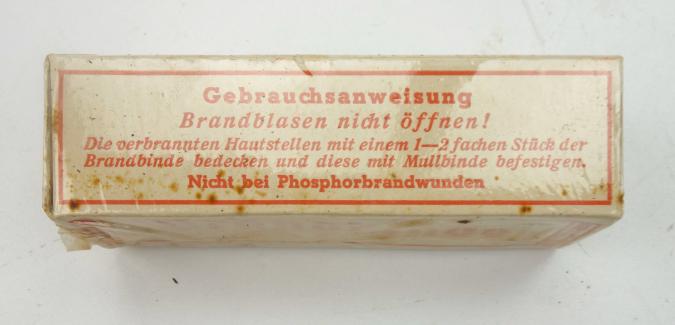 Gebrauchsanweisung
Brandblasen nicht öffnen!
Die verbrannten Hautstellen mit einem 1—2 fachen Stück der
Brandbinde bedecken und diese mit Mullbinde befestigen.
Nicht bei Phosphorbrandwunden